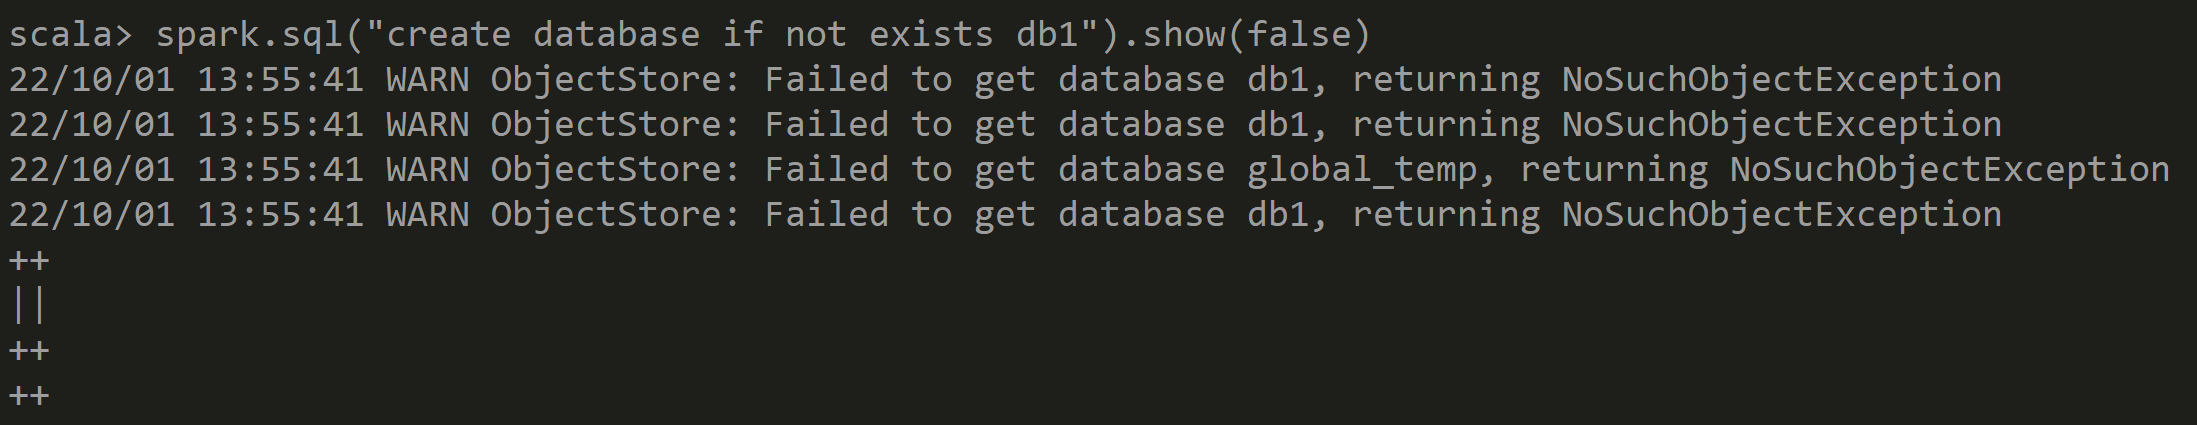 scala> spark.sql("create database if not exists db1").show(false)
22/10/01 13:55:41 WARN ObjectStore: Failed to get database db1, returning NoSuchObjectException
22/10/01 13:55:41 WARN ObjectStore: Failed to get database db1, returning NoSuchObjectException
22/10/01 13:55:41 WARN ObjectStore: Failed to get database global_temp, returning NoSuchObjectException
22/10/01 13:55:41 WARN ObjectStore: Failed to get database db1, returning NoSuchObjectException
++
||
++
++